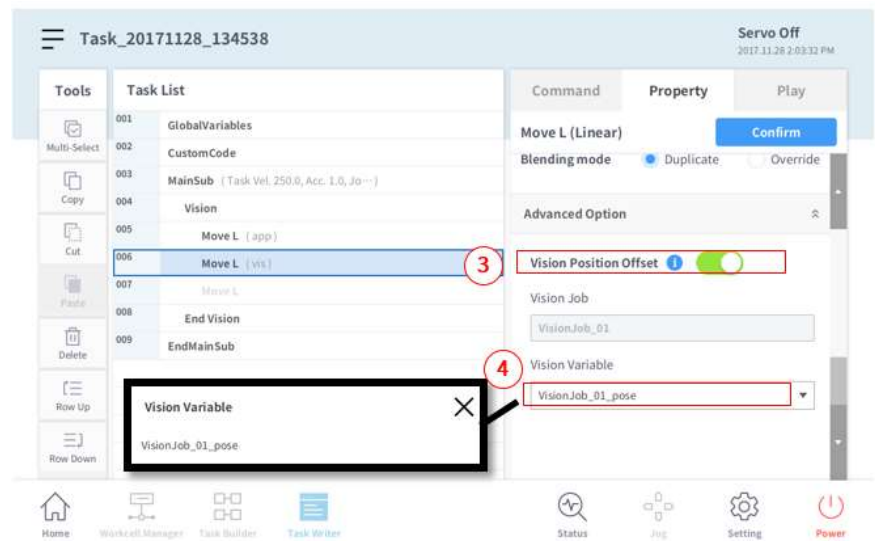 Task_20171128_134538
Servo Off
2017.11.28 2:03:32 PM
Tools
Multi-Select
Copy
Cut
Paste
Delete
Row Up
Row Down
Task List
001 GlobalVariables
002 CustomCode
003 MainSub (Task Vel. 250.0, Acc. 1.0, Jo···)
004 Vision
005 Move L (app)
006 Move L (vis)
007 Move L
008 End Vision
009 EndMainSub
Command Property Play
Move L (Linear) Confirm
Blending mode Duplicate Override
Advanced Option
3 Vision Position Offset i
Vision Job
VisionJob_01
4 Vision Variable
VisionJob_01_pose
Vision Variable
VisionJob_01_pose
Home
Workcell Manager
Task Builder
Task Writer
Status
Jog
Setting
Power